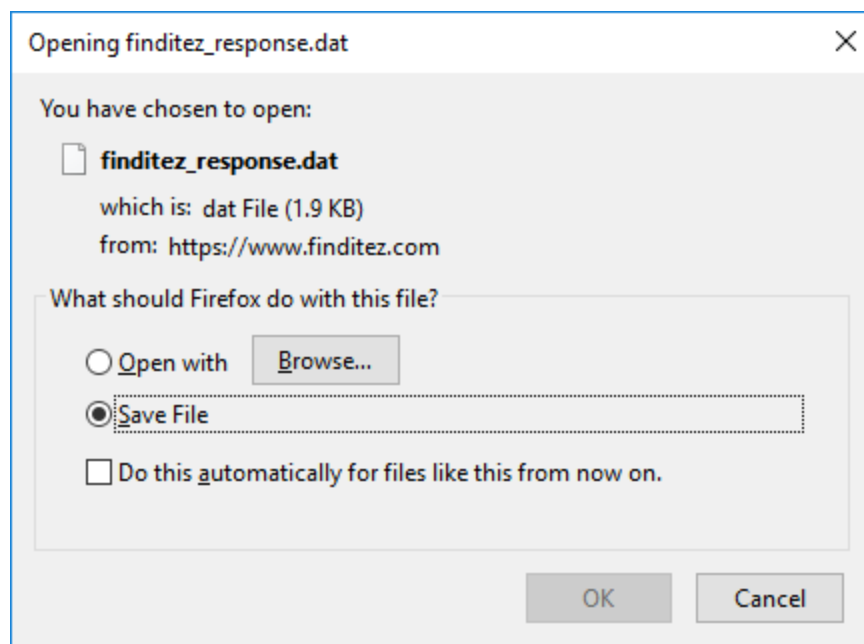 Opening finditez_response.dat
You have chosen to open:
finditez_response.dat
which is: dat File (1.9 KB)
from: https://www.finditez.com
What should Firefox do with this file?
Open with Browse...
Save File
Do this automatically for files like this from now on.
OK Cancel